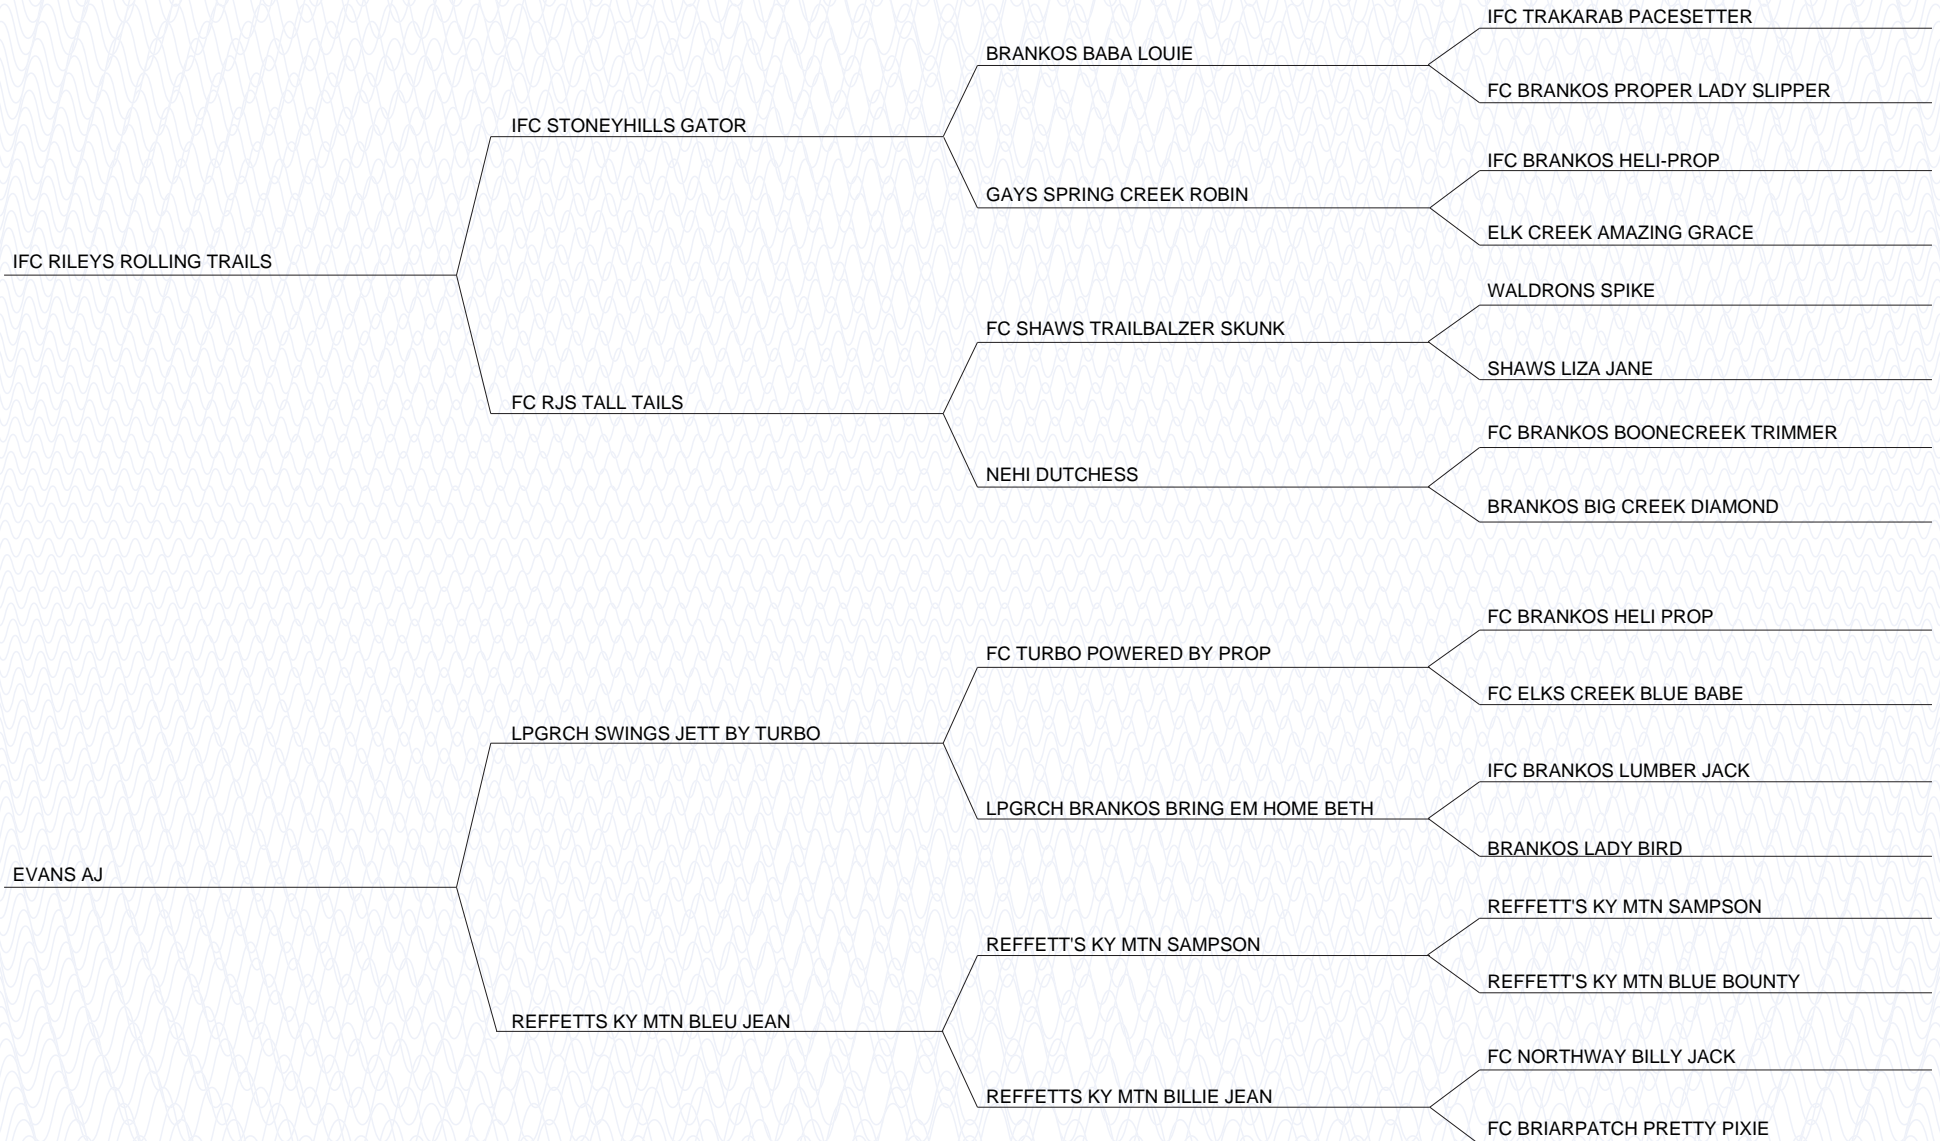 IFC TRAKARAB PACESETTER
BRANKOS BABA LOUIE
FC BRANKOS PROPER LADY SLIPPER
IFC STONEYHILLS GATOR
IFC BRANKOS HELI-PROP
GAYS SPRING CREEK ROBIN
ELK CREEK AMAZING GRACE
IFC RILEYS ROLLING TRAILS
WALDRONS SPIKE
FC SHAWS TRAILBALZER SKUNK
SHAWS LIZA JANE
FC RJS TALL TAILS
FC BRANKOS BOONECREEK TRIMMER
NEHI DUTCHESS
BRANKOS BIG CREEK DIAMOND
FC BRANKOS HELI PROP
FC TURBO POWERED BY PROP
FC ELKS CREEK BLUE BABE
LPGRCH SWINGS JETT BY TURBO
IFC BRANKOS LUMBER JACK
LPGRCH BRANKOS BRING EM HOME BETH
BRANKOS LADY BIRD
EVANS AJ
REFFETT'S KY MTN SAMPSON
REFFETT'S KY MTN SAMPSON
REFFETT'S KY MTN BLUE BOUNTY
REFFETTS KY MTN BLEU JEAN
FC NORTHWAY BILLY JACK
REFFETTS KY MTN BILLIE JEAN
FC BRIARPATCH PRETTY PIXIE